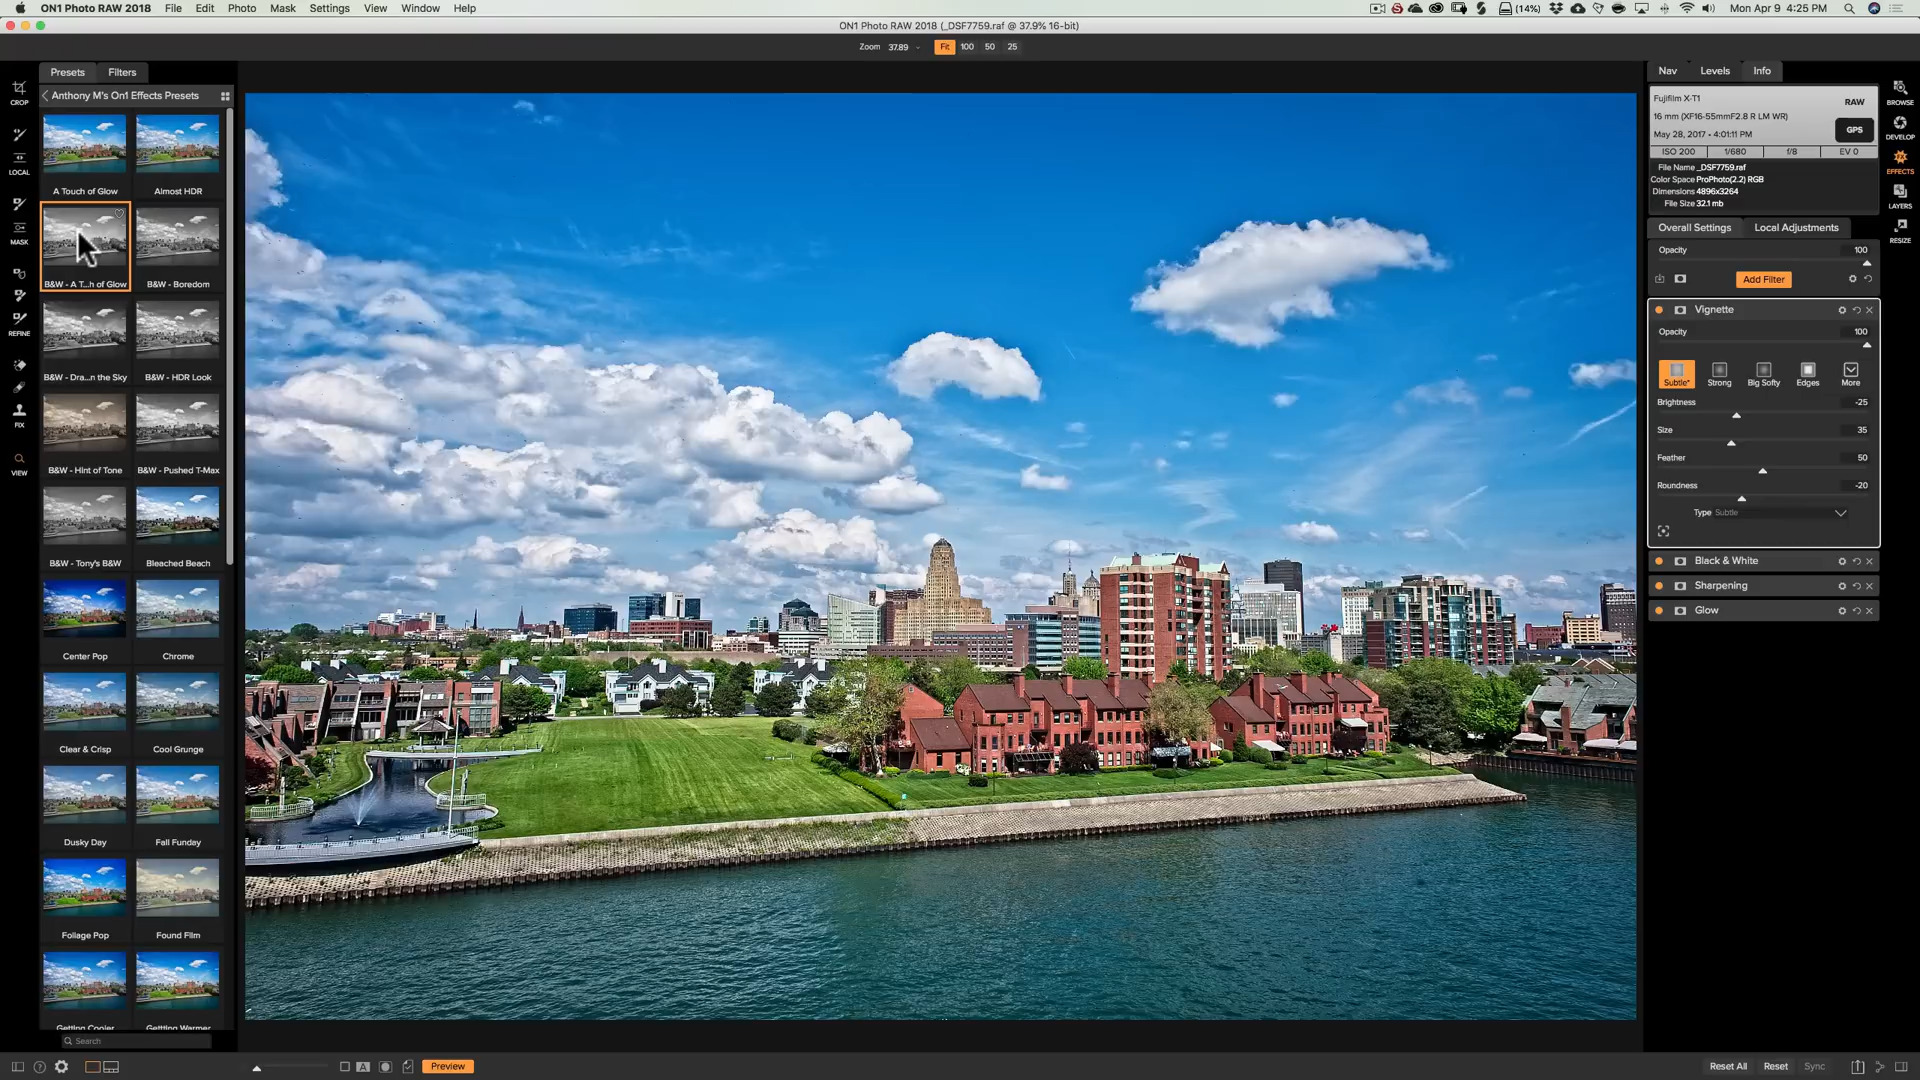 ON1 Photo RAW 2018 File Edit Photo Mask Settings View Window Help
(14%) Mon Apr 9 4:25 PM
ON1 Photo RAW 2018 (_DSF7759.raf @ 37.9% 16-bit)
Zoom 37.89 Fit 100 50 25
Presets Filters
Anthony M's On1 Effects Presets
CROP
LOCAL
MASK
REFINE
FIX
VIEW
A Touch of Glow Almost HDR
B&W - A T...h of Glow B&W - Boredom
B&W - Dra...n the Sky B&W - HDR Look
B&W - Hint of Tone B&W - Pushed T-Max
B&W - Tony's B&W Bleached Beach
Center Pop Chrome
Clear & Crisp Cool Grunge
Dusky Day Fall Funday
Foliage Pop Found Film
Getting Cooler Getting Warmer
Search
A Preview
Nav Levels Info
Fujifilm X-T1 RAW
16 mm (XF16-55mmF2.8 R LM WR)
May 28, 2017 • 4:01:11 PM GPS
ISO 200 1/680 f/8 EV 0
File Name _DSF7759.raf
Color Space ProPhoto(2.2) RGB
Dimensions 4896x3264
File Size 32.1 mb
Overall Settings Local Adjustments
Opacity 100
Add Filter
Vignette
Opacity 100
Subtle* Strong Big Softy Edges More
Brightness -25
Size 35
Feather 50
Roundness -20
Type Subtle
Black & White
Sharpening
Glow
BROWSE
DEVELOP
FX
EFFECTS
LAYERS
RESIZE
Reset All Reset Sync